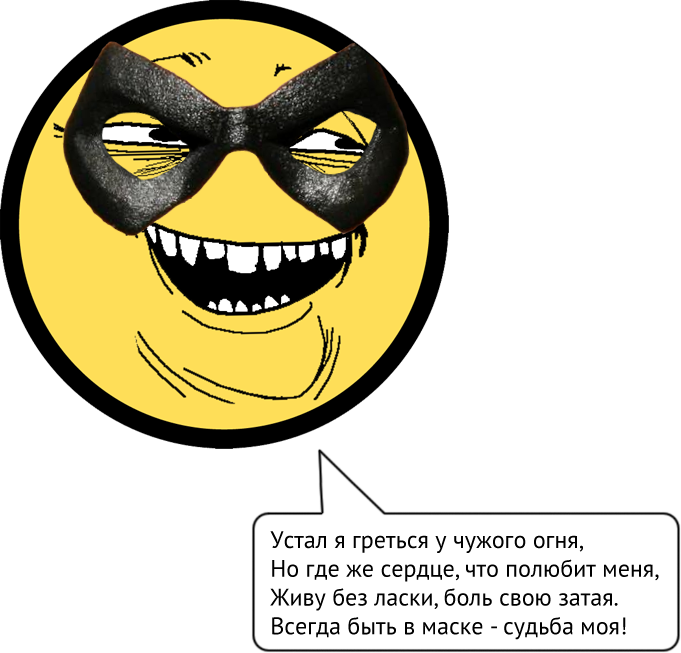 Устал я греться у чужого огня,
Но где же сердце, что полюбит меня,
Живу без ласки, боль свою затая.
Всегда быть в маске - судьба моя!